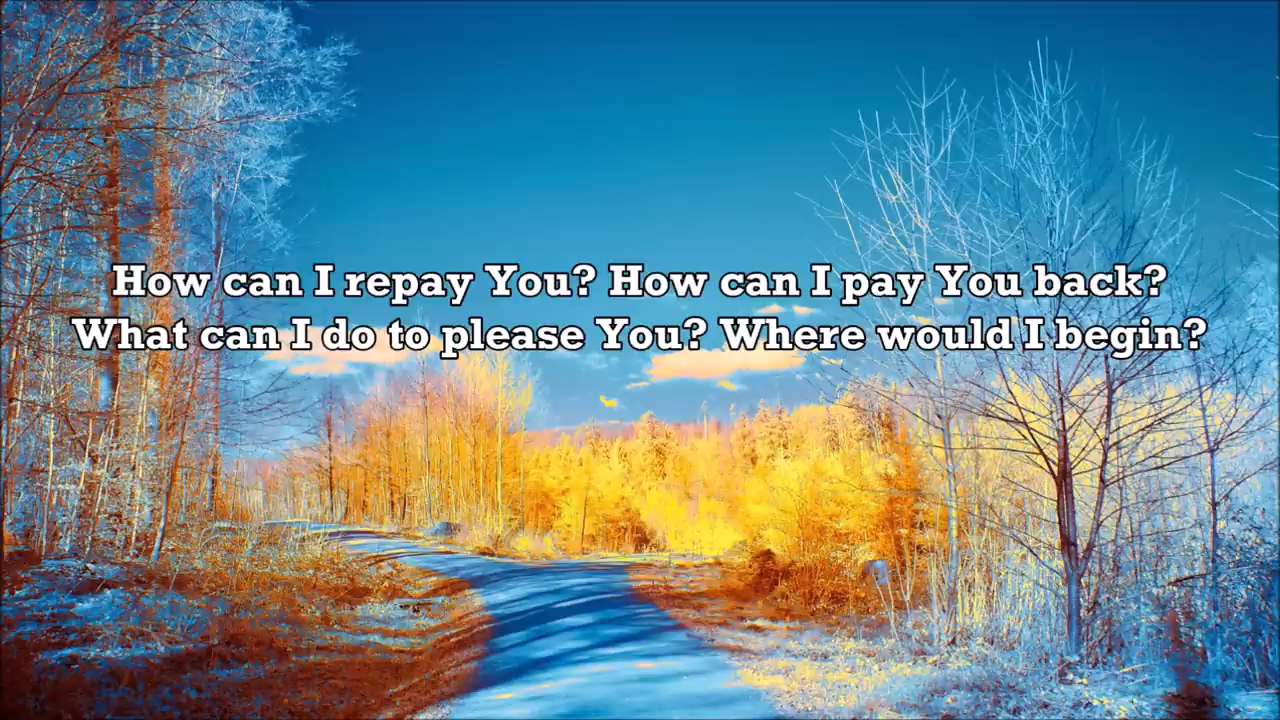 How can I repay You? How can I pay You back?
What can I do to please You? Where would I begin?